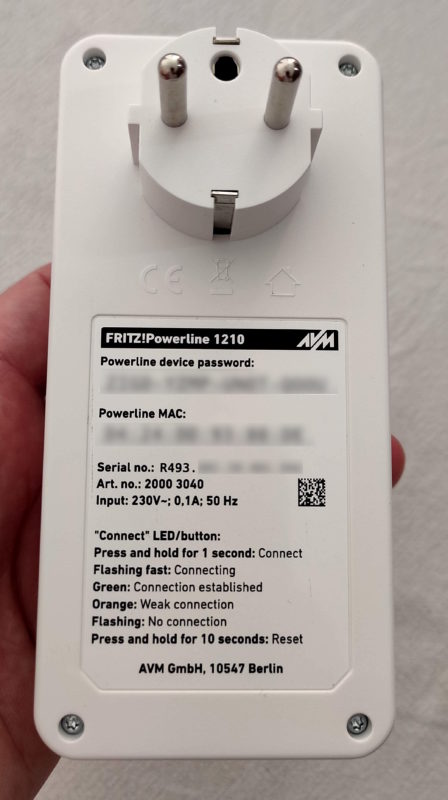 CE
FRITZ!Powerline 1210
AVM
Powerline device password:
Powerline MAC:
Serial no.: R493.
Art. no.: 2000 3040
Input: 230V~; 0,1A; 50 Hz
"Connect" LED/button:
Press and hold for 1 second: Connect
Flashing fast: Connecting
Green: Connection established
Orange: Weak connection
Flashing: No connection
Press and hold for 10 seconds: Reset
AVM GmbH, 10547 Berlin